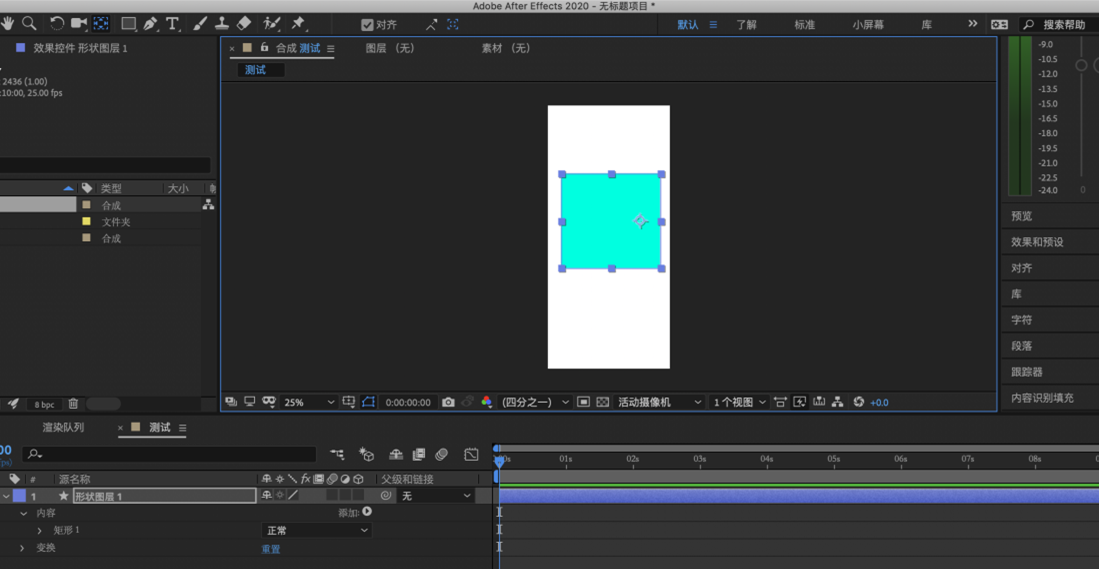 Adobe After Effects 2020 - 无标题项目 *
对齐
默认 了解 标准 小屏幕 库 搜索帮助
效果控件 形状图层 1
合成 测试 图层 (无) 素材 (无)
测试
2436 (1.00)
:10:00, 25.00 fps
类型 大小
合成
文件夹
合成
-9.0
-10.5
-12.0
-13.5
-15.0
-16.5
-18.0
-19.5
-21.0
-22.5
-24.0 0
预览
效果和预设
对齐
库
字符
段落
跟踪器
内容识别填充
8 bpc
25% 0:00:00:00 (四分之一) 活动摄像机 1 个视图 +0.0
渲染队列 测试
:00s 01s 02s 03s 04s 05s 06s 07s 08s
# 源名称 父级和链接
1 形状图层 1 无
内容 添加:
矩形 1 正常
变换 重置